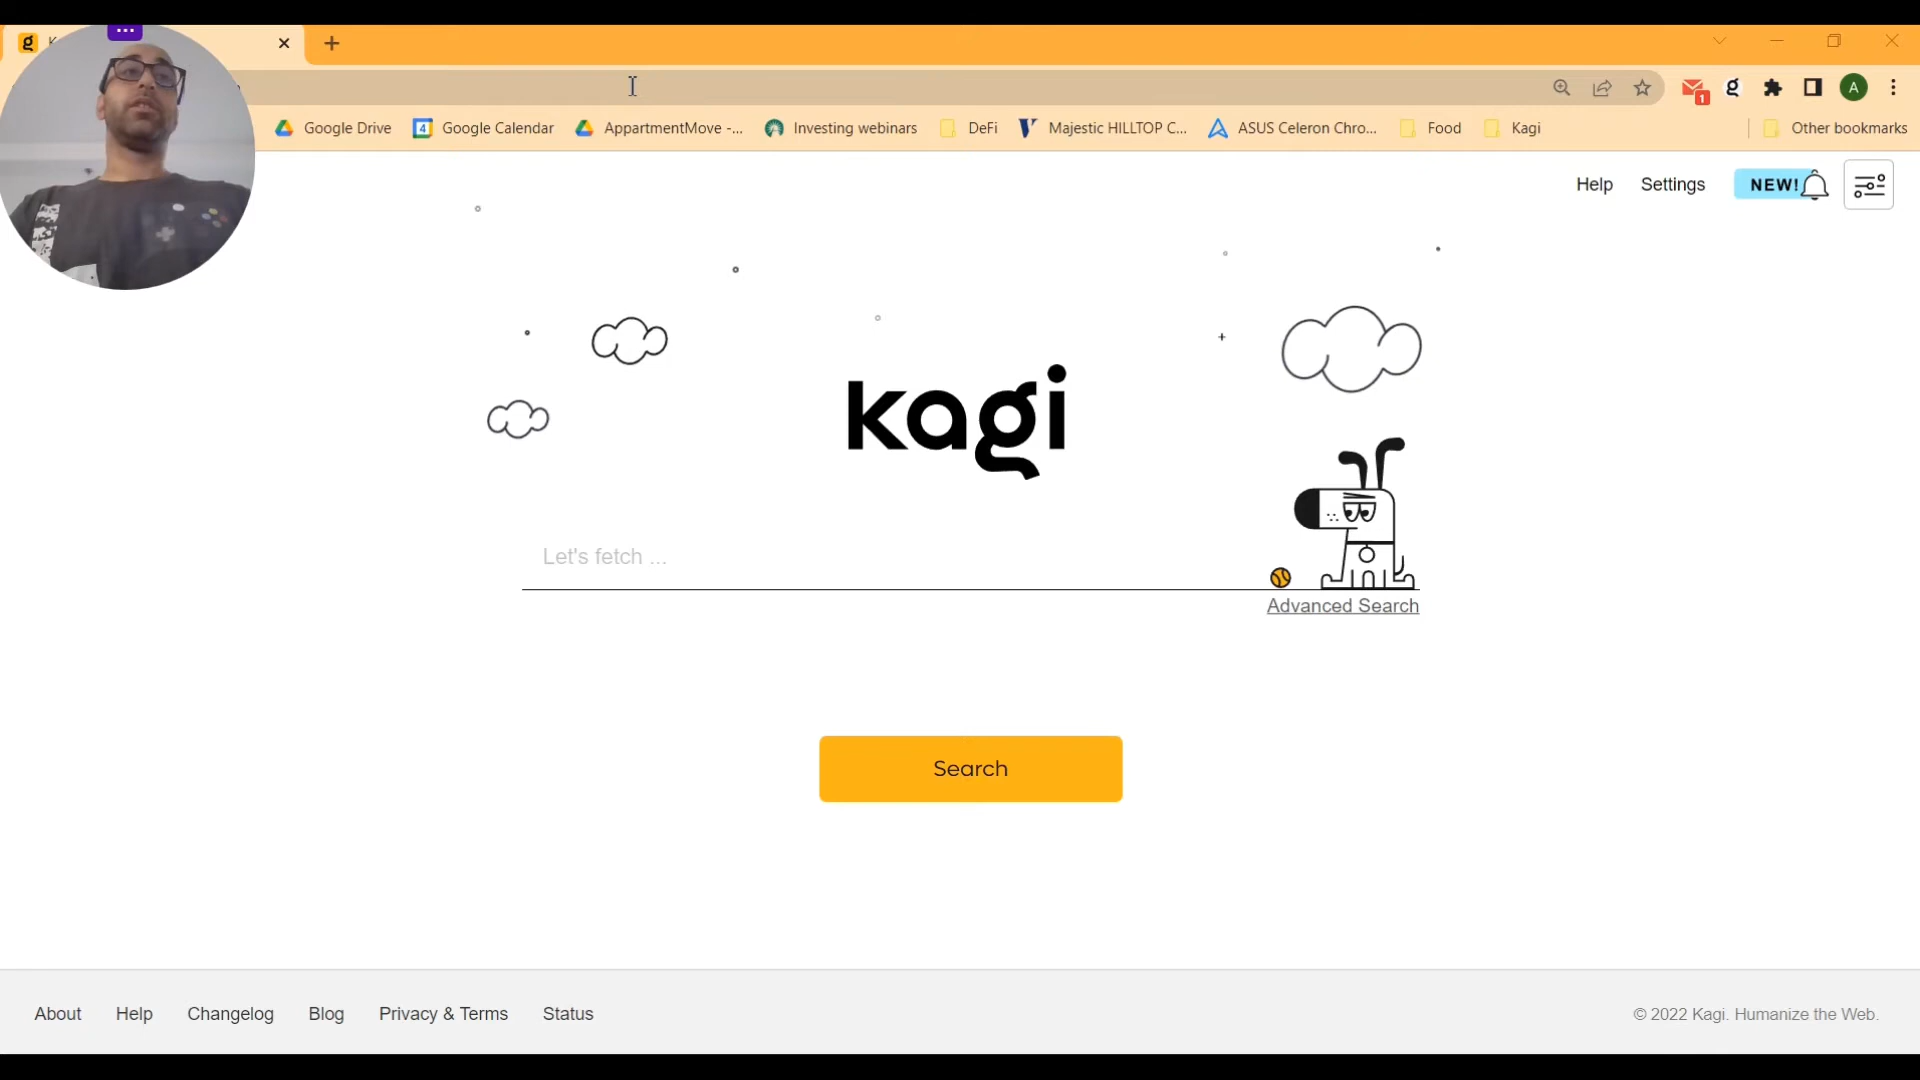 g
Google Drive
4 Google Calendar
AppartmentMove -...
Investing webinars
DeFi
Majestic HILLTOP C...
ASUS Celeron Chro...
Food
Kagi
Other bookmarks
1
g
A
Help
Settings
NEW!
kagi
Let's fetch ...
Advanced Search
Search
About
Help
Changelog
Blog
Privacy & Terms
Status
© 2022 Kagi. Humanize the Web.